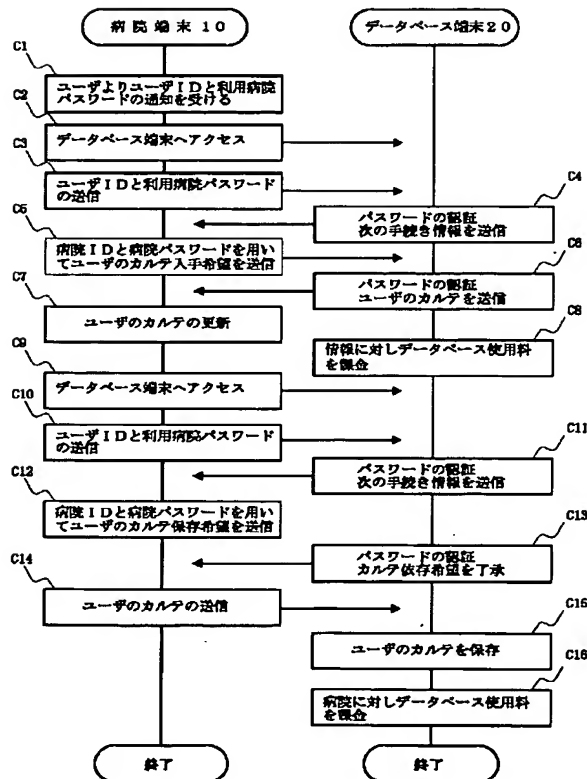 病院端末10
データベース端末20
C1
ユーザよりユーザIDと利用病院
パスワードの通知を受ける
C2
データベース端末へアクセス
C3
ユーザIDと利用病院パスワード
の送信
C4
パスワードの認証
次の手続き情報を送信
C5
病院IDと病院パスワードを用い
てユーザのカルテ入手希望を送信
C6
パスワードの認証
ユーザのカルテを送信
C7
ユーザのカルテの更新
C8
情報に対しデータベース使用料
を課金
C9
データベース端末へアクセス
C10
ユーザIDと利用病院パスワード
の送信
C11
パスワードの認証
次の手続き情報を送信
C12
病院IDと病院パスワードを用い
てユーザのカルテ保存希望を送信
C13
パスワードの認証
カルテ依存希望を了承
C14
ユーザのカルテの送信
C15
ユーザのカルテを保存
C16
病院に対しデータベース使用料
を課金
終了
終了